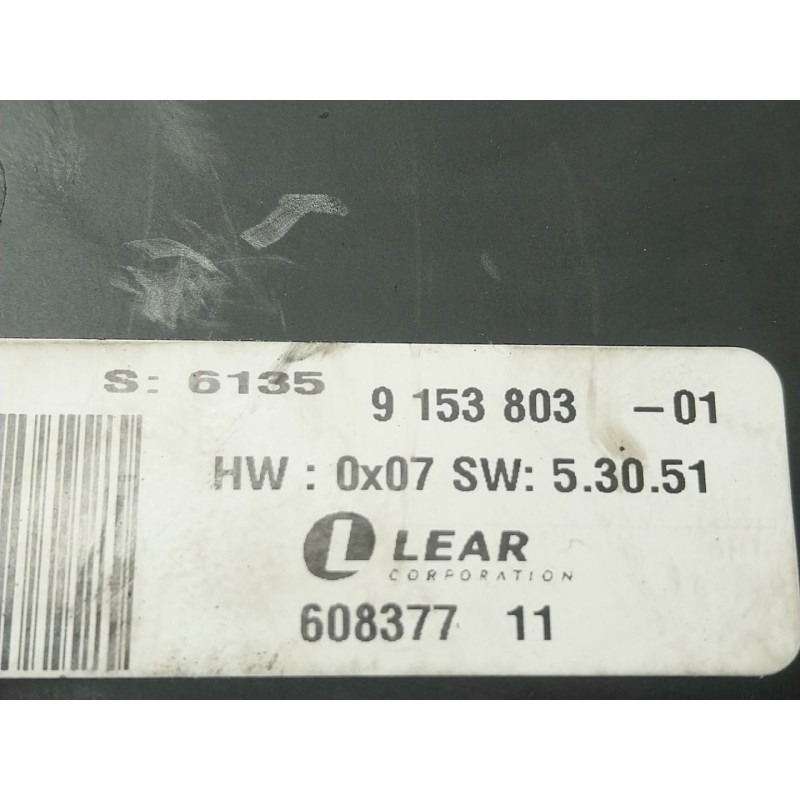 S: 6135
9 153 803 -01
HW : 0x07 SW: 5.30.51
L LEAR
CORPORATION
608377 11